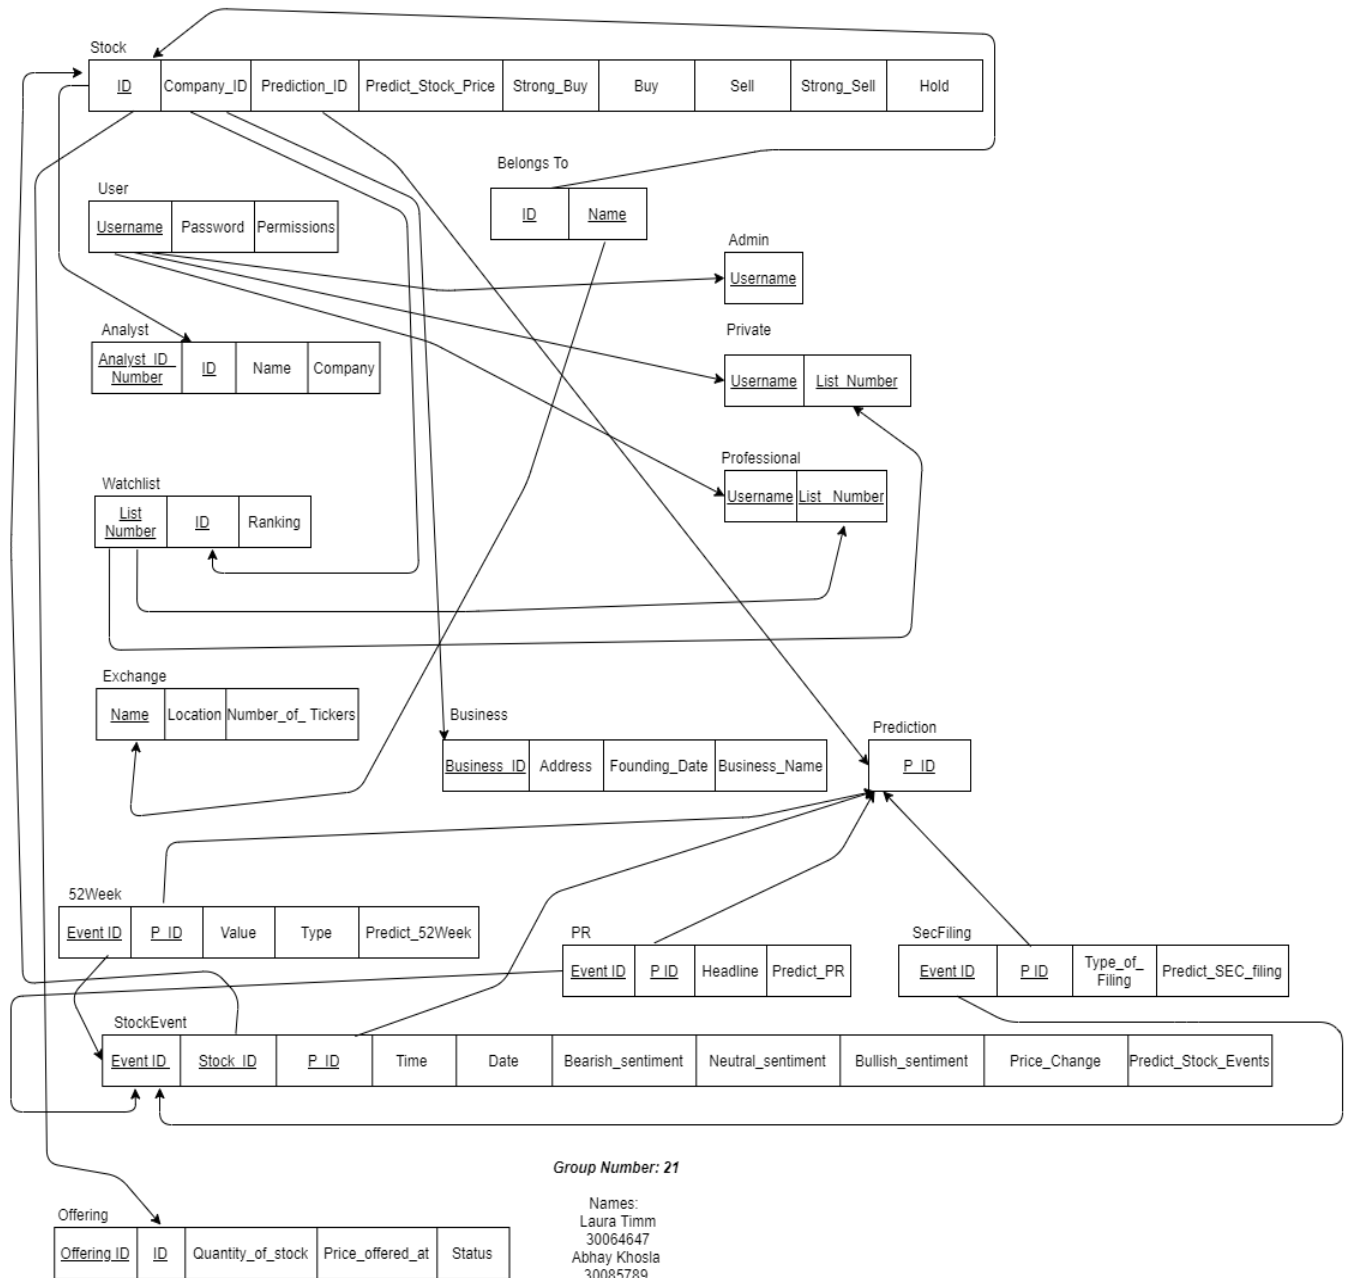 Stock
ID Company_ID Prediction_ID Predict_Stock_Price Strong_Buy Buy Sell Strong_Sell Hold
Belongs To
ID Name
User
Username Password Permissions
Admin
Username
Analyst
Analyst_ID_
Number ID Name Company
Private
Username List_Number
Professional
Username List_Number
Watchlist
List
Number ID Ranking
Exchange
Name Location Number_of_ Tickers
Business
Business_ID Address Founding_Date Business_Name
Prediction
P_ID
52Week
Event ID P_ID Value Type Predict_52Week
PR
Event ID P ID Headline Predict_PR
SecFiling
Event ID P ID Type_of_
Filing Predict_SEC_filing
StockEvent
Event ID Stock_ID P_ID Time Date Bearish_sentiment Neutral_sentiment Bullish_sentiment Price_Change Predict_Stock_Events
Group Number: 21
Names:
Laura Timm
30064647
Abhay Khosla
30085789
Offering
Offering ID ID Quantity_of_stock Price_offered_at Status